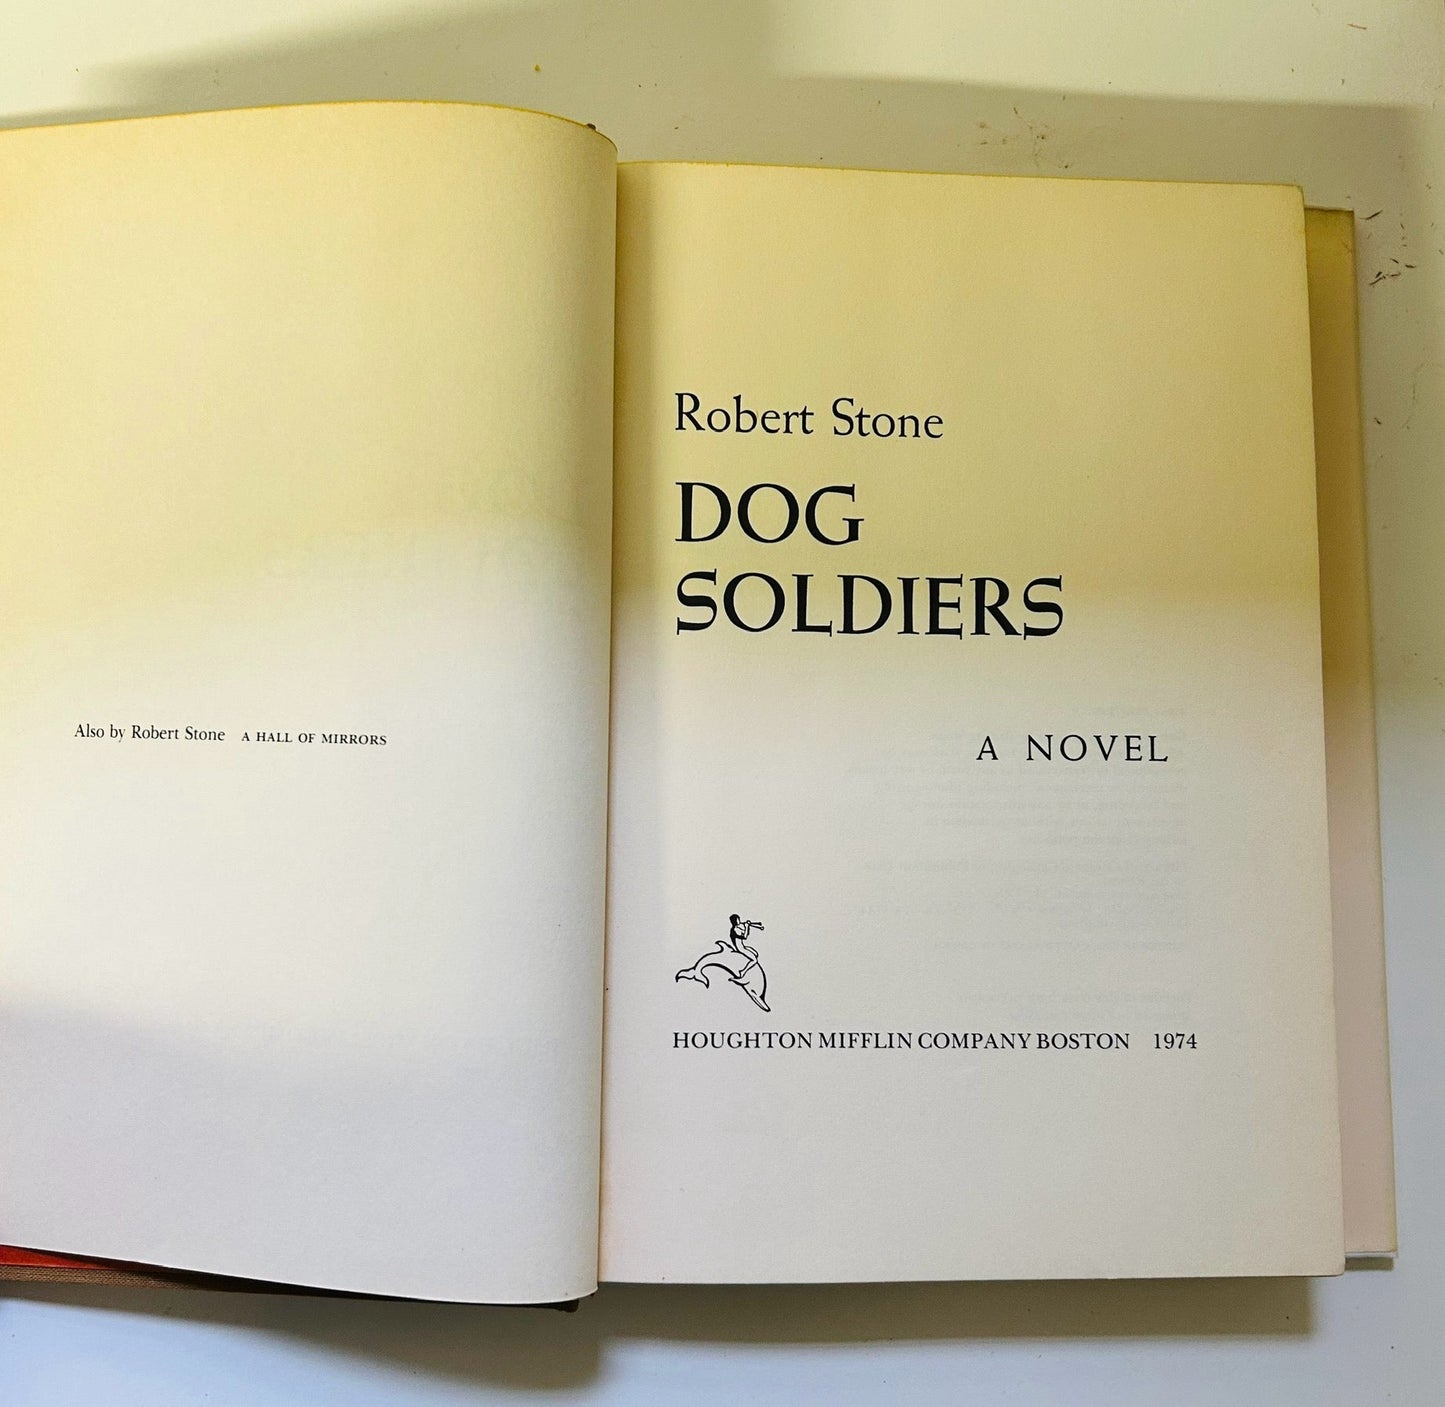 Also by Robert Stone A HALL OF MIRRORS
Robert Stone
DOG
SOLDIERS
A NOVEL
HOUGHTON MIFFLIN COMPANY BOSTON 1974